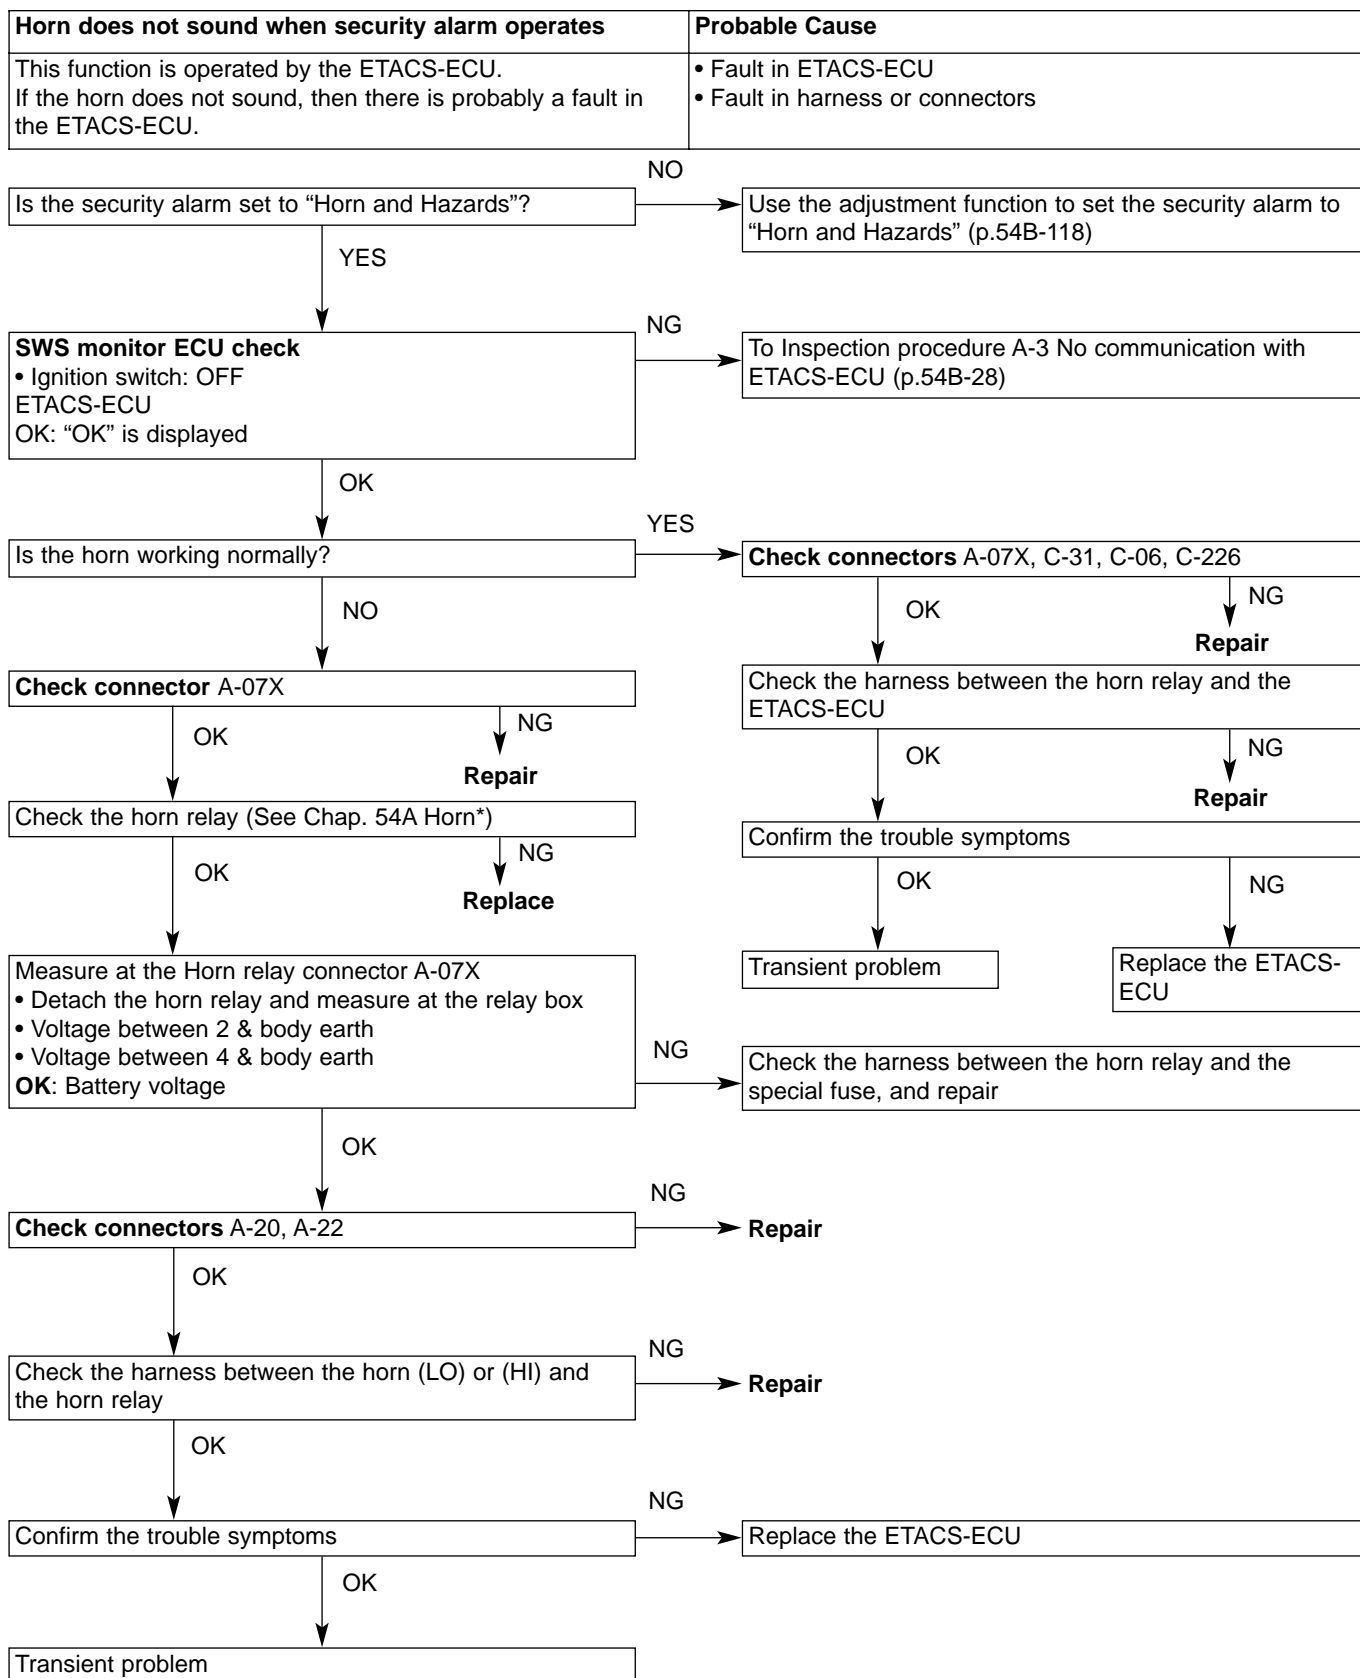 Horn does not sound when security alarm operates
Probable Cause
This function is operated by the ETACS-ECU.
If the horn does not sound, then there is probably a fault in
the ETACS-ECU.
• Fault in ETACS-ECU
• Fault in harness or connectors
NO
Is the security alarm set to “Horn and Hazards”?
Use the adjustment function to set the security alarm to
“Horn and Hazards” (p.54B-118)
YES
NG
SWS monitor ECU check
• Ignition switch: OFF
ETACS-ECU
OK: “OK” is displayed
To Inspection procedure A-3 No communication with
ETACS-ECU (p.54B-28)
OK
YES
Is the horn working normally?
Check connectors A-07X, C-31, C-06, C-226
NO
OK
NG
Repair
Check connector A-07X
Check the harness between the horn relay and the
ETACS-ECU
OK
NG
Repair
OK
NG
Repair
Check the horn relay (See Chap. 54A Horn*)
Confirm the trouble symptoms
OK
NG
Replace
OK
NG
Measure at the Horn relay connector A-07X
• Detach the horn relay and measure at the relay box
• Voltage between 2 & body earth
• Voltage between 4 & body earth
OK: Battery voltage
Transient problem
Replace the ETACS-
ECU
NG
Check the harness between the horn relay and the
special fuse, and repair
OK
NG
Check connectors A-20, A-22
Repair
OK
NG
Check the harness between the horn (LO) or (HI) and
the horn relay
Repair
OK
NG
Confirm the trouble symptoms
Replace the ETACS-ECU
OK
Transient problem